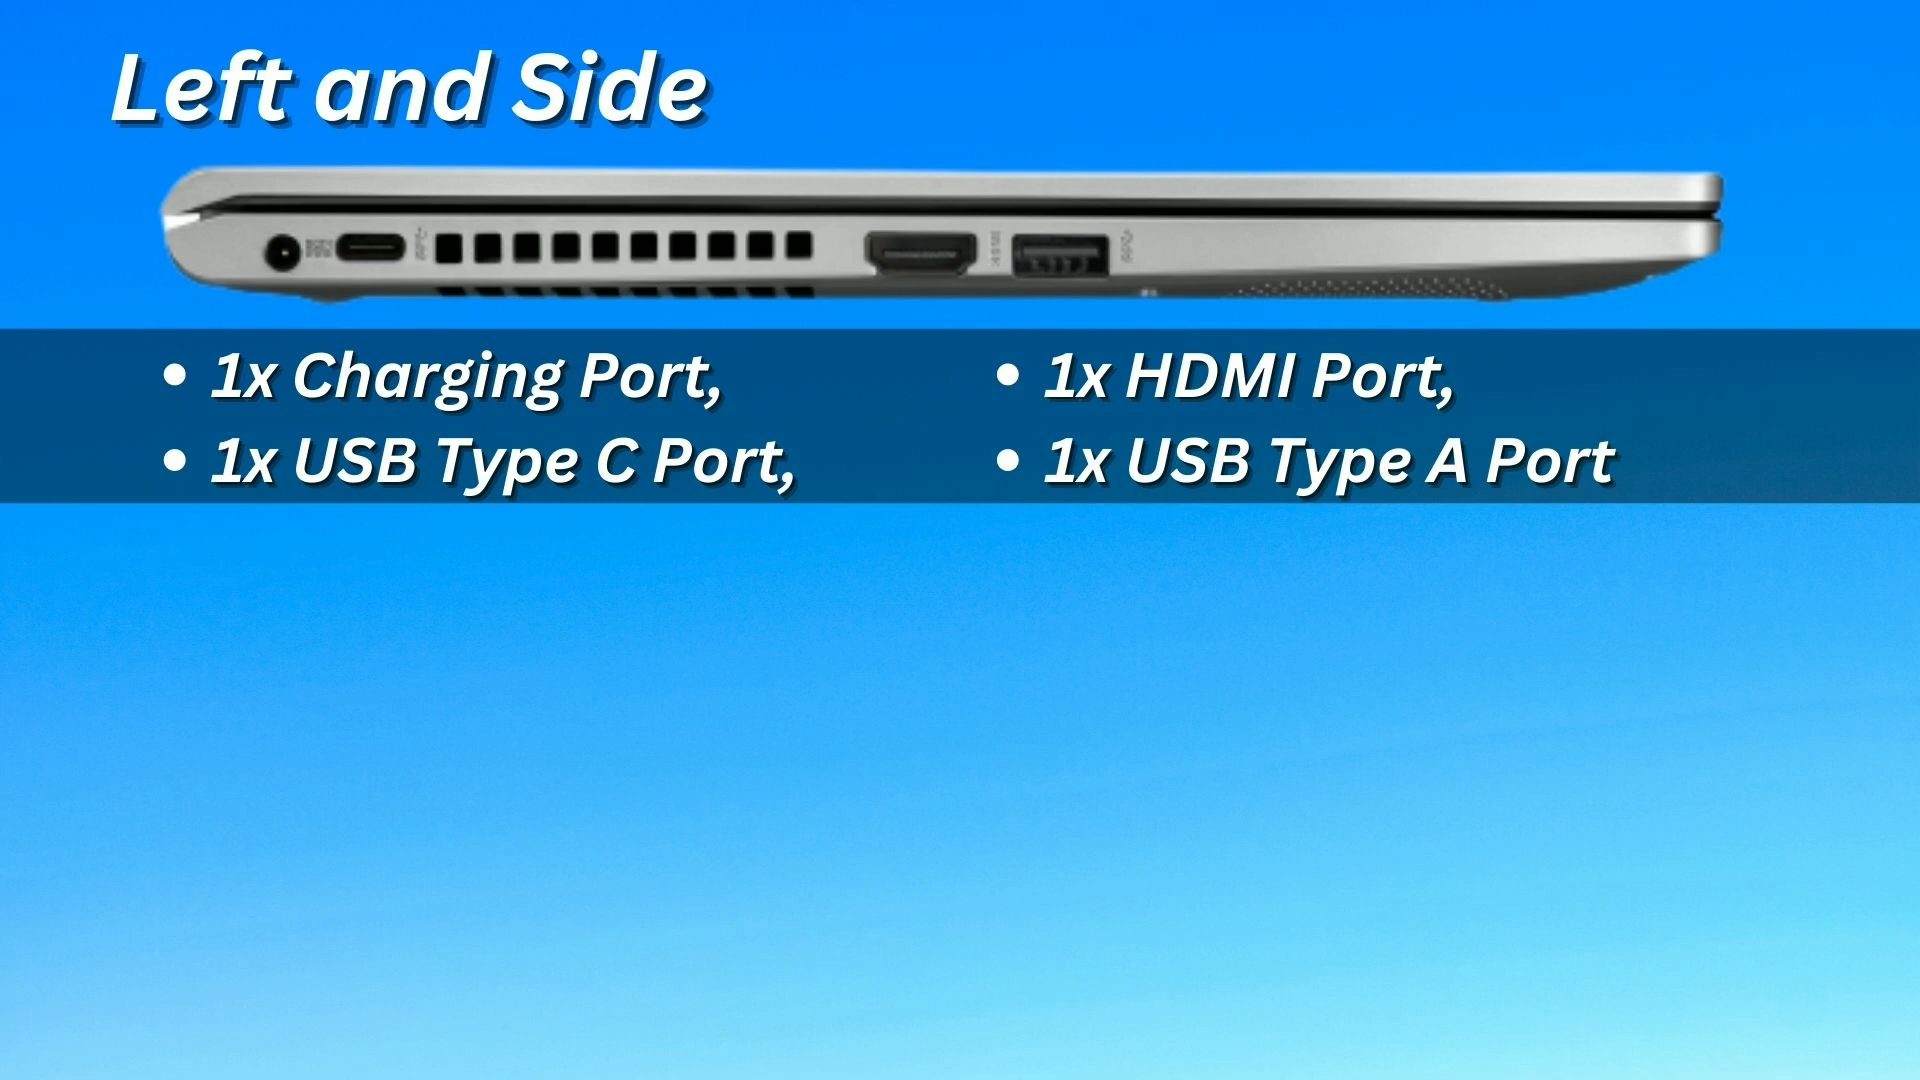 Left and Side
• 1x Charging Port,
• 1x USB Type C Port,
• 1x HDMI Port,
• 1x USB Type A Port